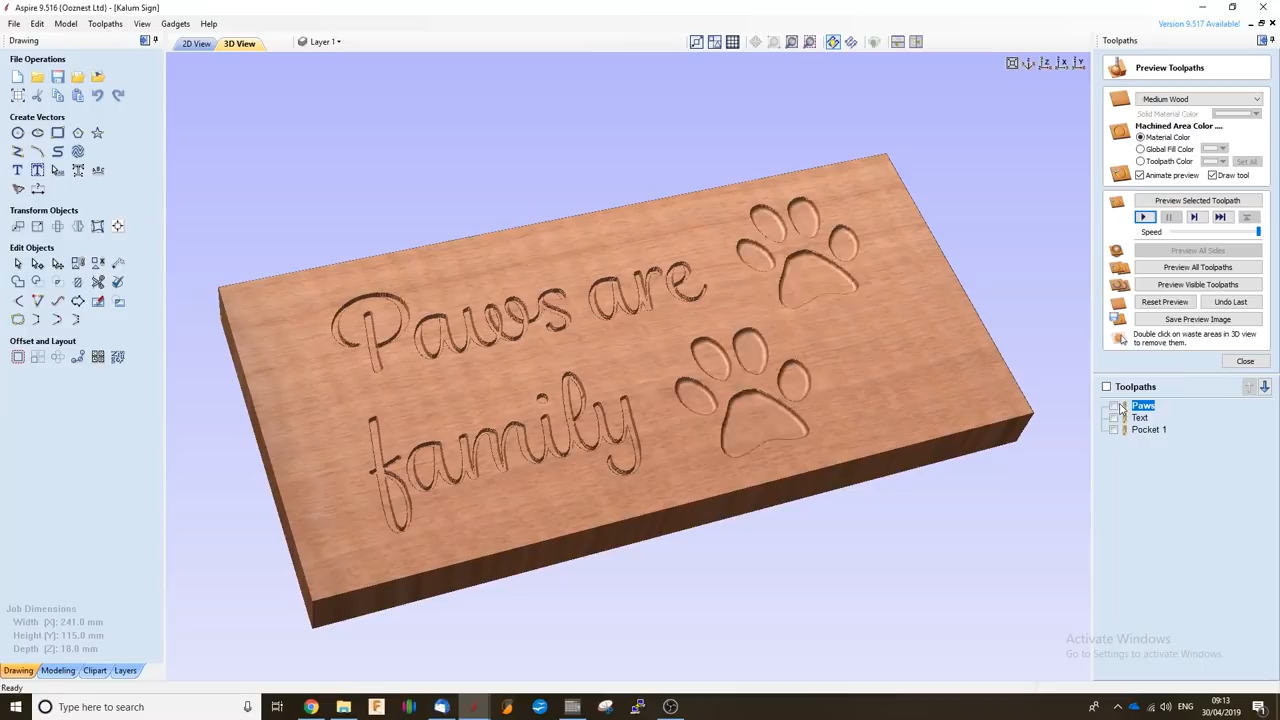 Aspire 9.516 (Ooznest Ltd) - [Kalum Sign]
File Edit Model Toolpaths View Gadgets Help
Version 9.517 Available!
Drawing
2D View 3D View Layer 1
Toolpaths
File Operations
Create Vectors
Transform Objects
Edit Objects
Offset and Layout
Job Dimensions
Width (X): 241.0 mm
Height (Y): 115.0 mm
Depth (Z): 18.0 mm
Drawing Modeling Clipart Layers
Ready
Z X Y
Paws are
family
Preview Toolpaths
Medium Wood
Solid Material Color
Machined Area Color ....
Material Color
Global Fill Color
Toolpath Color Set All
Animate preview Draw tool
Preview Selected Toolpath
Speed
Preview All Sides
Preview All Toolpaths
Preview Visible Toolpaths
Reset Preview Undo Last
Save Preview Image
Double click on waste areas in 3D view
to remove them.
Close
Toolpaths
Paws
Text
Pocket 1
Activate Windows
Go to Settings to activate Windows.
Type here to search
09:13
30/04/2019